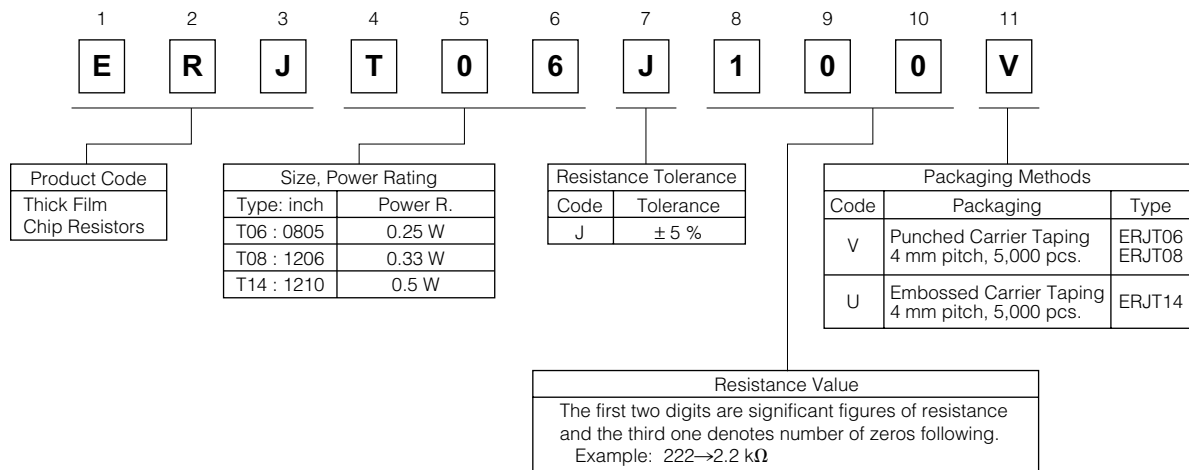 1 2 3 4 5 6 7 8 9 10 11
E R J T 0 6 J 1 0 0 V
Product Code
Thick Film
Chip Resistors
Size, Power Rating
Type: inch Power R.
T06 : 0805 0.25 W
T08 : 1206 0.33 W
T14 : 1210 0.5 W
Resistance Tolerance
Code Tolerance
J ± 5 %
Packaging Methods
Code Packaging Type
V Punched Carrier Taping ERJT06
4 mm pitch, 5,000 pcs. ERJT08
U Embossed Carrier Taping ERJT14
4 mm pitch, 5,000 pcs.
Resistance Value
The first two digits are significant figures of resistance
and the third one denotes number of zeros following.
Example: 222→2.2 kΩ